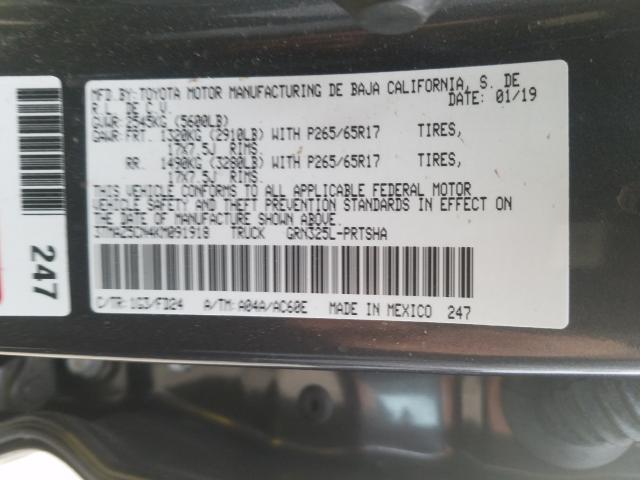 MFD.BY:TOYOTA MOTOR MANUFACTURING DE BAJA CALIFORNIA, S. DE
R.L. DE C.V. DATE: 01/19
GVWR: 2545KG (5600LB)
GAWR:FRT. 1320KG (2910LB) WITH P265/65R17 TIRES,
17X7.5J RIMS.
RR. 1490KG (3280LB) WITH P265/65R17 TIRES,
17X7.5J RIMS.
THIS VEHICLE CONFORMS TO ALL APPLICABLE FEDERAL MOTOR
VEHICLE SAFETY AND THEFT PREVENTION STANDARDS IN EFFECT ON
THE DATE OF MANUFACTURE SHOWN ABOVE.
3TMAZ5CN4KM091918 TRUCK GRN325L-PRTSHA
C/TR:1G3/FD24 A/TM:A04A/AC60E MADE IN MEXICO 247
247